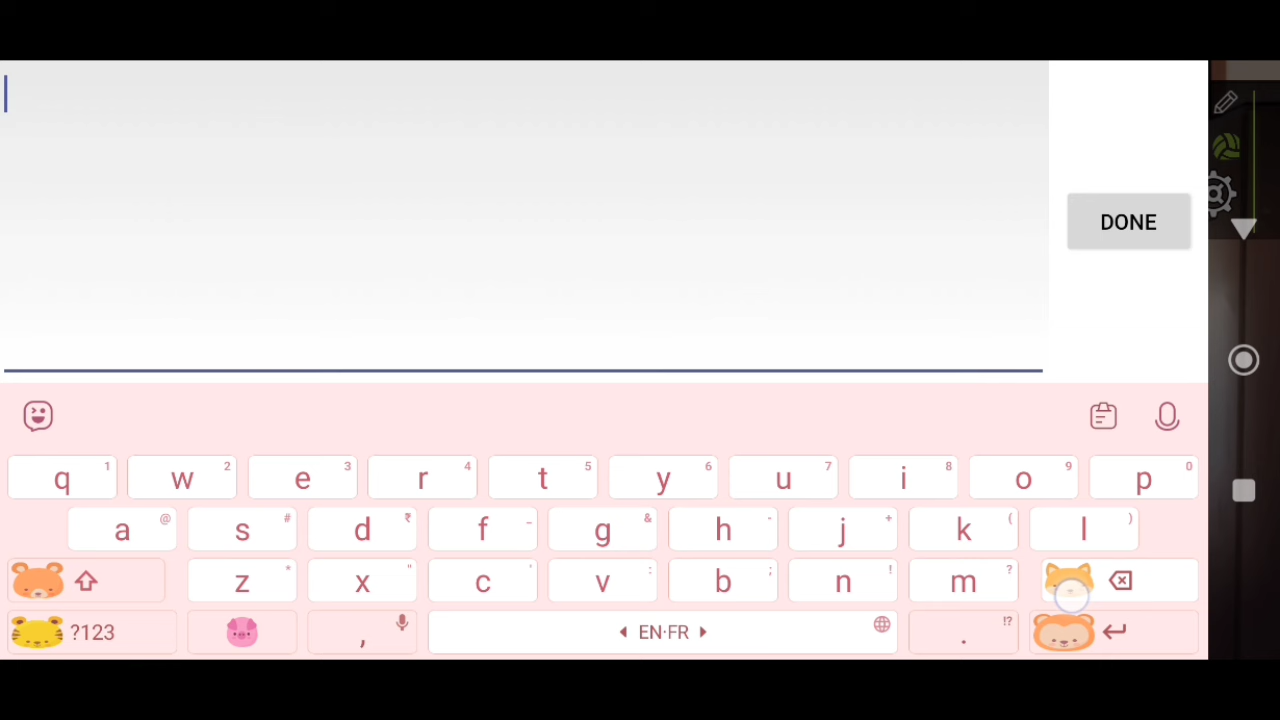 DONE
q 1 w 2 e 3 r 4 t 5 y 6 u 7 i 8 o 9 p 0
a @ s # d ₹ f _ g & h - j + k ( l )
z * x " c ' v : b ; n ! m ?
?123 , EN·FR . !?